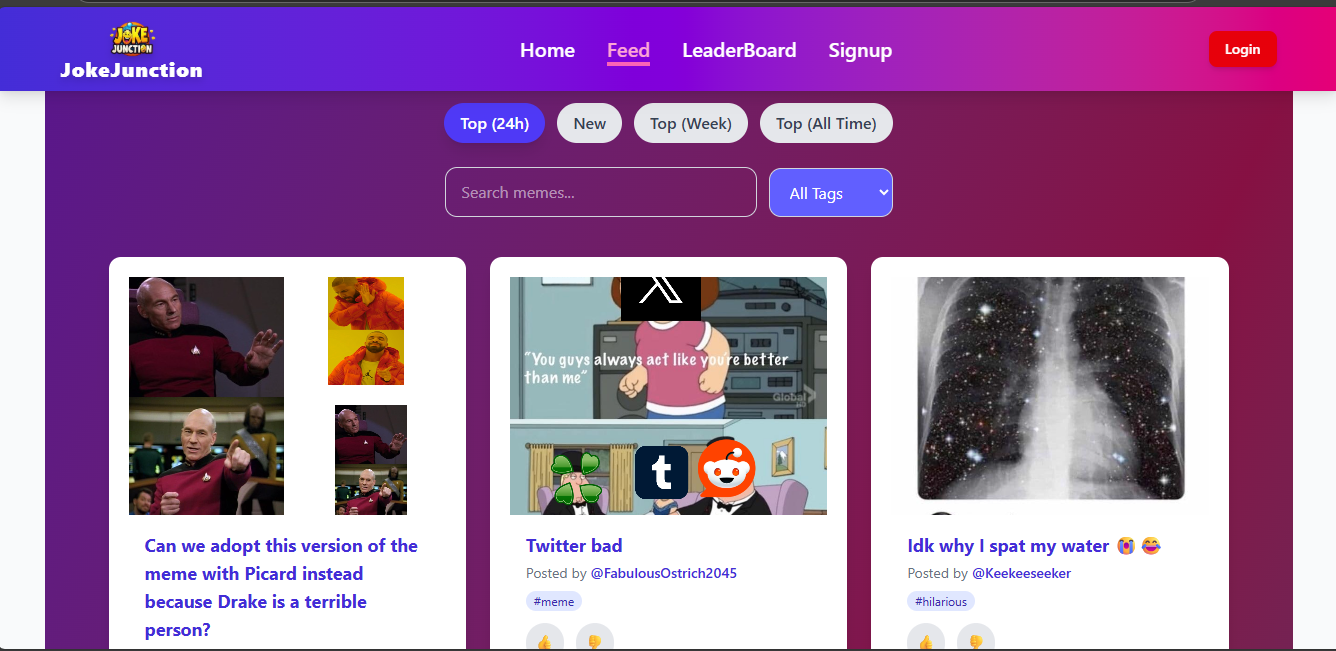 JOKE
JUNCTION
JokeJunction
Home
Feed
LeaderBoard
Signup
Login
Top (24h)
New
Top (Week)
Top (All Time)
Search memes...
All Tags
X
"You guys always act like you're better
than me"
Global
HD
t
Can we adopt this version of the
meme with Picard instead
because Drake is a terrible
person?
Twitter bad
Posted by @FabulousOstrich2045
#meme
Idk why I spat my water 😭 😂
Posted by @Keekeeseeker
#hilarious